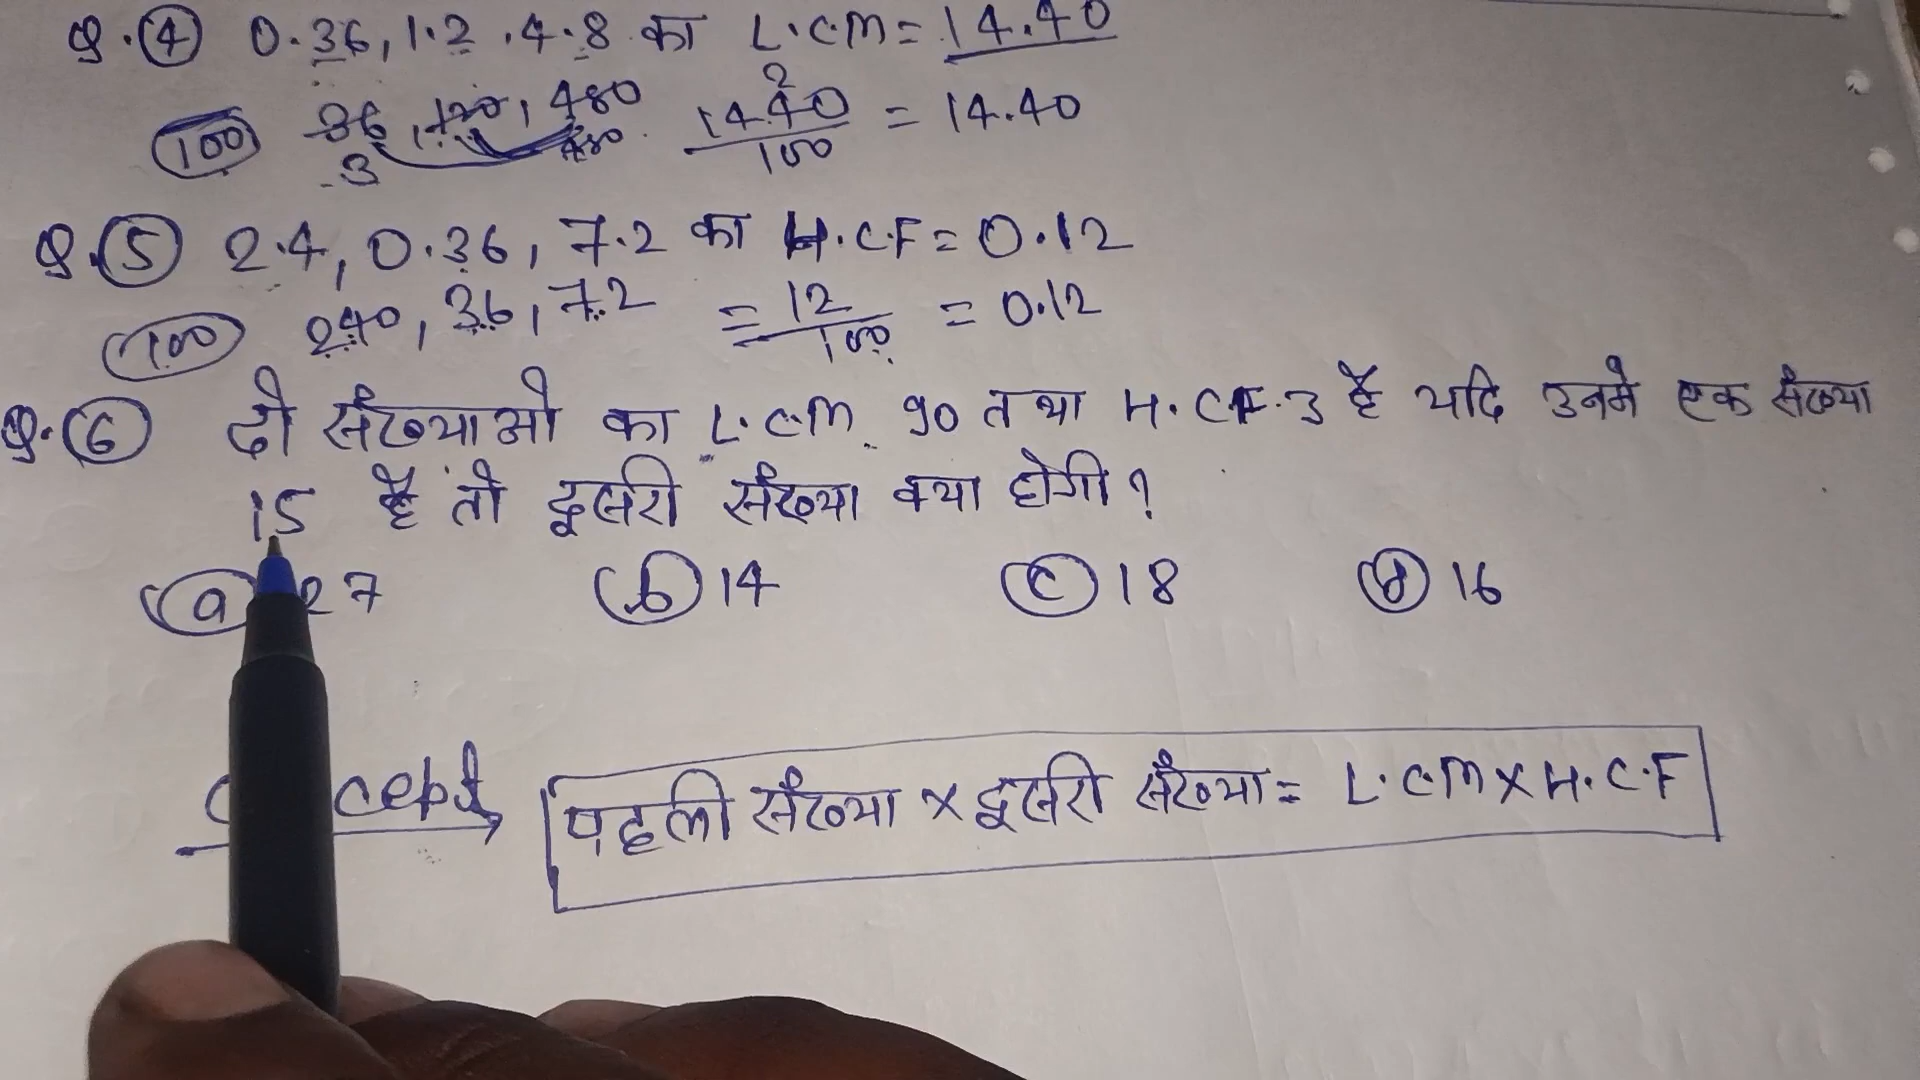 Q.(4) 0.36, 1.2, 4.8 का L.C.M = 14.40
(100) 36, 120, 480 1440/100 = 14.40
3
Q.(5) 2.4, 0.36, 7.2 का H.C.F = 0.12
(100) 240, 36, 72 = 12/100 = 0.12
Q.(6) दो संख्याओ का L.C.M. 90 तथा H.C.F. 3 है यदि उनमे एक संख्या
15 है तो दूसरी संख्या क्या होगी ?
(a) 27 (b) 14 (c) 18 (d) 16
पहली संख्या × दूसरी संख्या = L.C.M × H.C.F